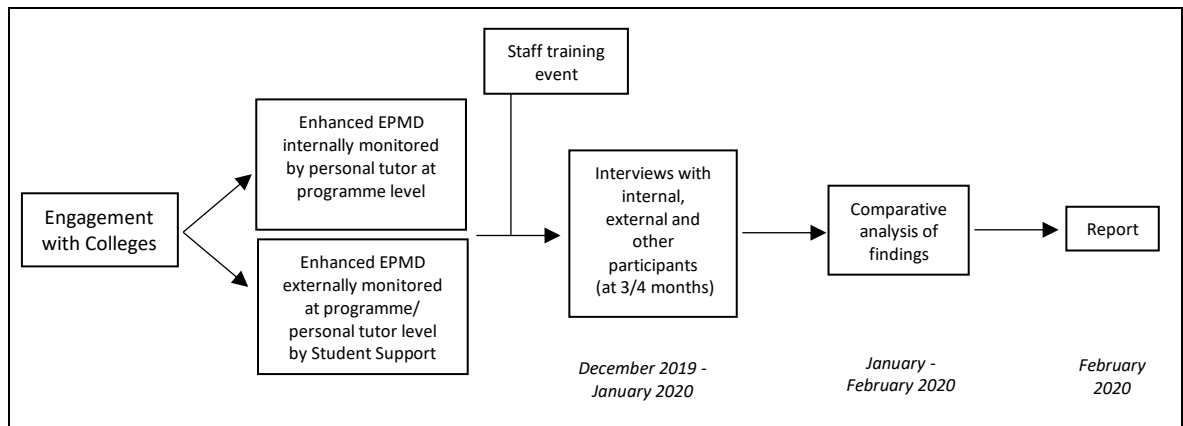 Staff training
event
Enhanced EPMD
internally monitored
by personal tutor at
programme level
Engagement
with Colleges
Enhanced EPMD
externally monitored
at programme/
personal tutor level
by Student Support
Interviews with
internal,
external and
other
participants
(at 3/4 months)
Comparative
analysis of
findings
Report
December 2019 -
January 2020
January -
February 2020
February
2020